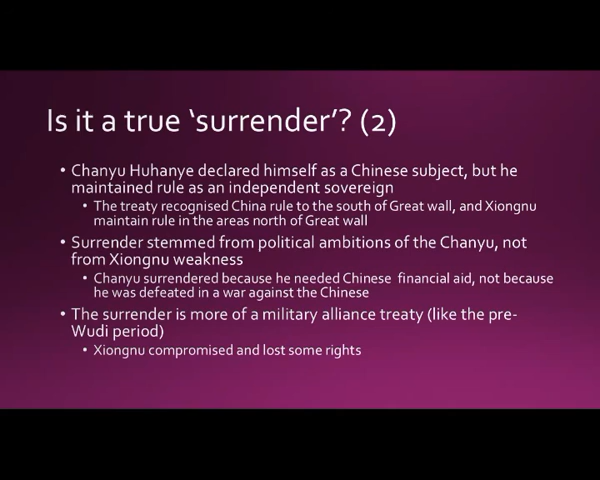 Is it a true ‘surrender’? (2)
• Chanyu Huhanye declared himself as a Chinese subject, but he
maintained rule as an independent sovereign
• The treaty recognised China rule to the south of Great wall, and Xiongnu
maintain rule in the areas north of Great wall
• Surrender stemmed from political ambitions of the Chanyu, not
from Xiongnu weakness
• Chanyu surrendered because he needed Chinese financial aid, not because
he was defeated in a war against the Chinese
• The surrender is more of a military alliance treaty (like the pre-
Wudi period)
• Xiongnu compromised and lost some rights